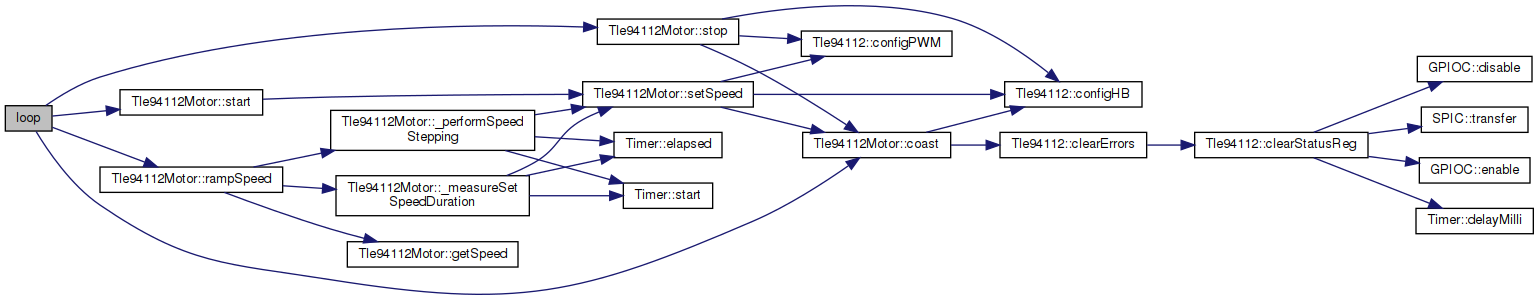 loop
Tle94112Motor::start
Tle94112Motor::rampSpeed
Tle94112Motor::_performSpeed
Stepping
Tle94112Motor::_measureSet
SpeedDuration
Tle94112Motor::getSpeed
Tle94112Motor::stop
Tle94112Motor::setSpeed
Timer::elapsed
Timer::start
Tle94112::configPWM
Tle94112Motor::coast
Tle94112::configHB
Tle94112::clearErrors
Tle94112::clearStatusReg
GPIOC::disable
SPIC::transfer
GPIOC::enable
Timer::delayMilli